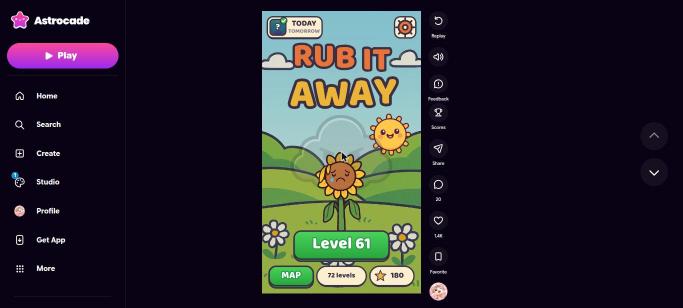 Astrocade
Play
Home
Search
Create
1
Studio
Profile
Get App
More
?
TODAY
TOMORROW
RUB IT
AWAY
Level 61
MAP
72 levels
180
Replay
Feedback
Scores
Share
20
1.4K
Favorite